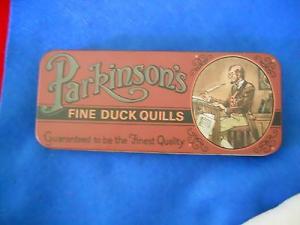 Parkinson's
FINE DUCK QUILLS
Guaranteed to be the Finest Quality